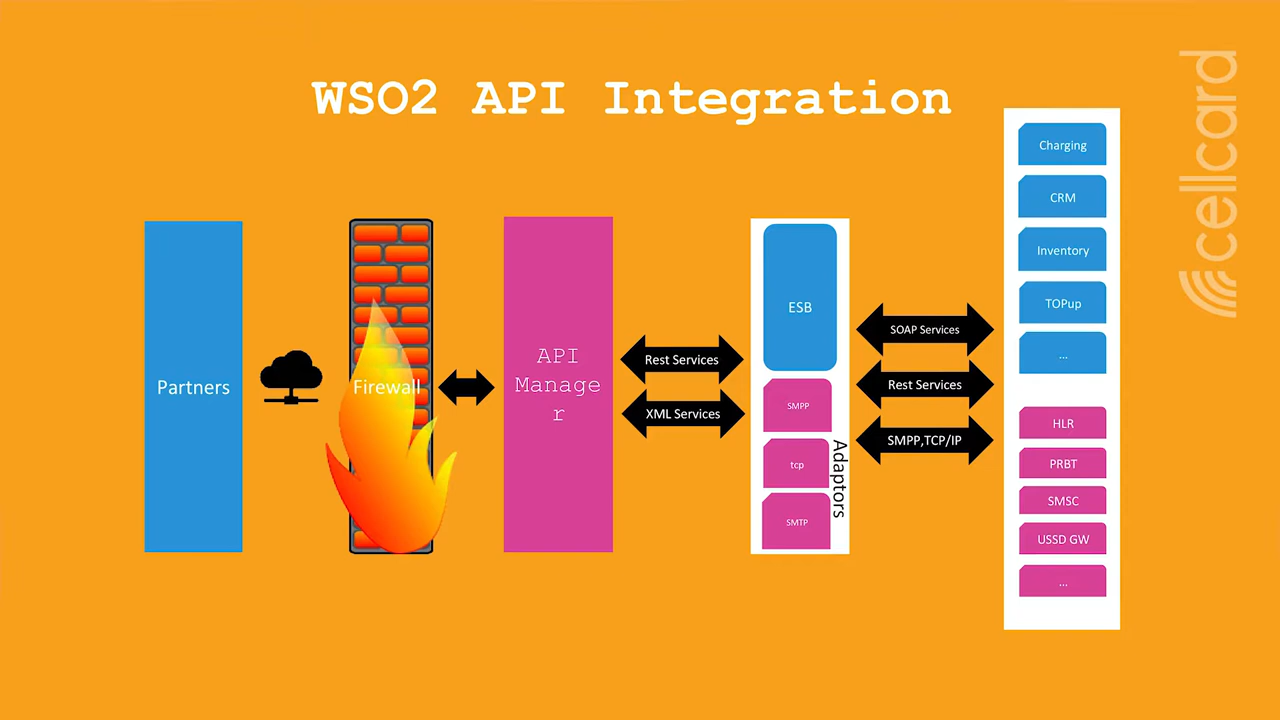 WSO2 API Integration
cellcard
Partners
Firewall
API
Manage
r
Rest Services
XML Services
ESB
SMPP
tcp
SMTP
Adaptors
SOAP Services
Rest Services
SMPP,TCP/IP
Charging
CRM
Inventory
TOPup
...
HLR
PRBT
SMSC
USSD GW
...